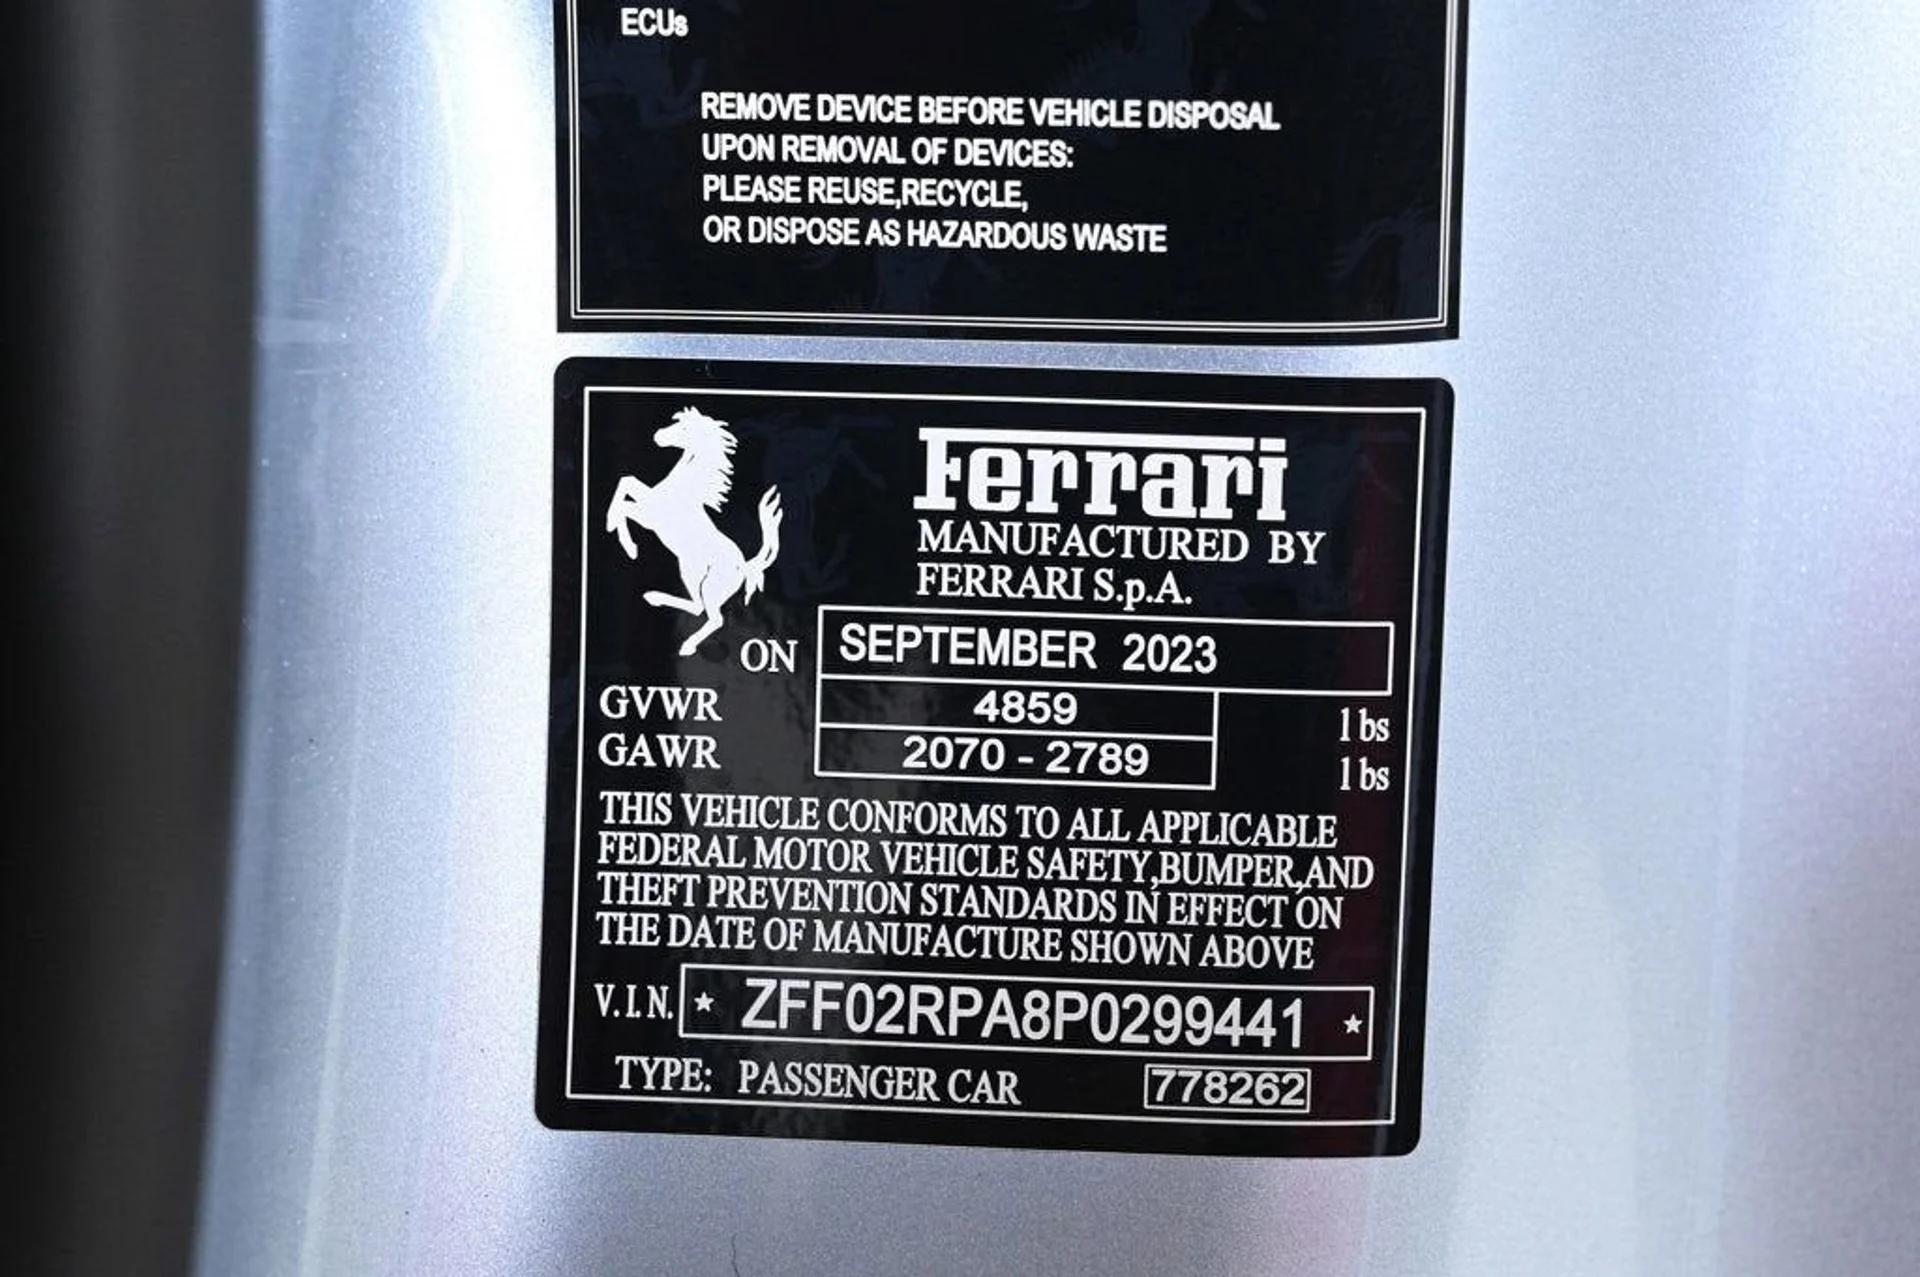 ECUs
REMOVE DEVICE BEFORE VEHICLE DISPOSAL
UPON REMOVAL OF DEVICES:
PLEASE REUSE,RECYCLE,
OR DISPOSE AS HAZARDOUS WASTE
Ferrari
MANUFACTURED BY
FERRARI S.p.A.
ON SEPTEMBER 2023
GVWR 4859 lbs
GAWR 2070 - 2789 lbs
THIS VEHICLE CONFORMS TO ALL APPLICABLE
FEDERAL MOTOR VEHICLE SAFETY,BUMPER,AND
THEFT PREVENTION STANDARDS IN EFFECT ON
THE DATE OF MANUFACTURE SHOWN ABOVE
V.I.N. ★ ZFF02RPA8P0299441 ★
TYPE: PASSENGER CAR 778262